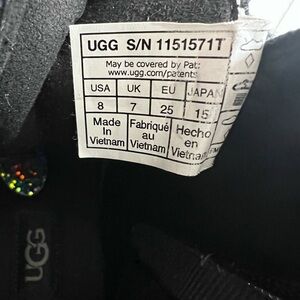 UGG S/N 1151571T
May be covered by Pat:
www.ugg.com/patents
USA UK EU JAPAN
8 7 25 15
Made Fabriqué Hecho
in au en
Vietnam Vietnam Vietnam
UGG